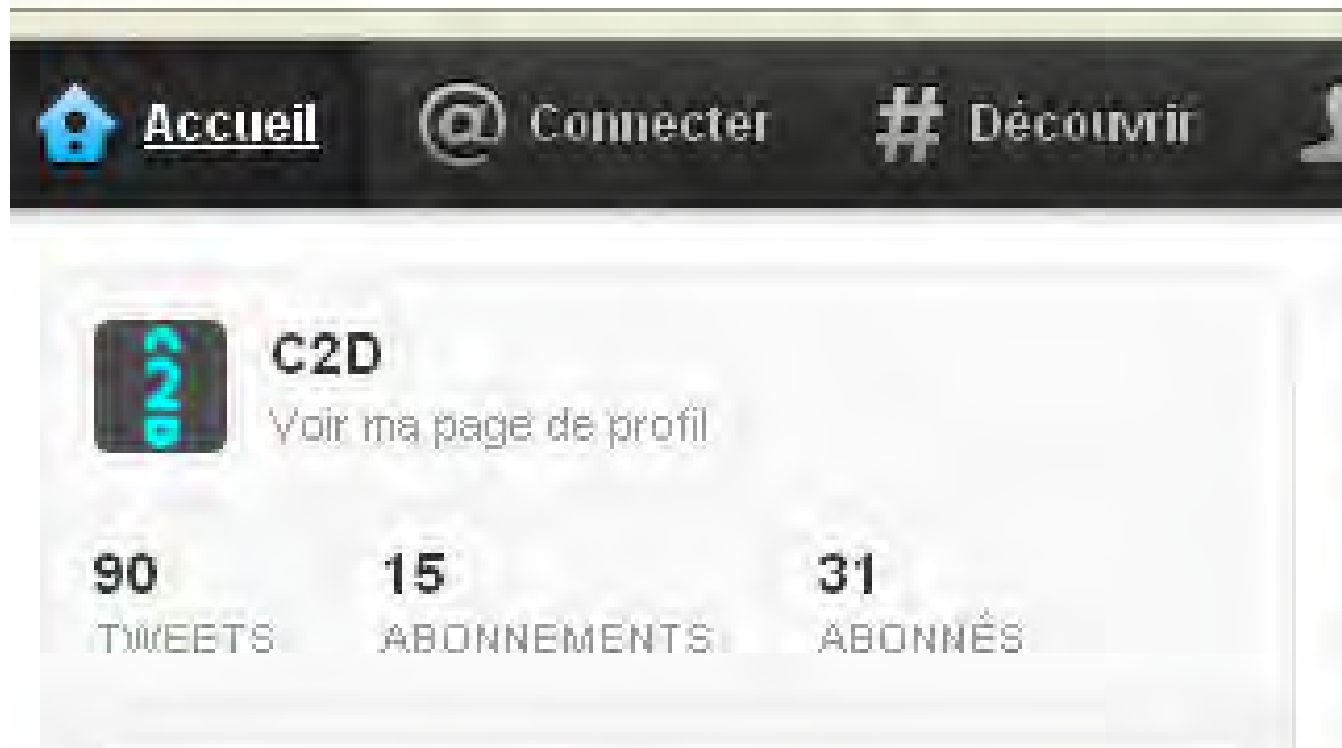 Accueil @ Connecter # Découvrir
C2D
C2D
Voir ma page de profil
90 15 31
TWEETS ABONNEMENTS ABONNÉS